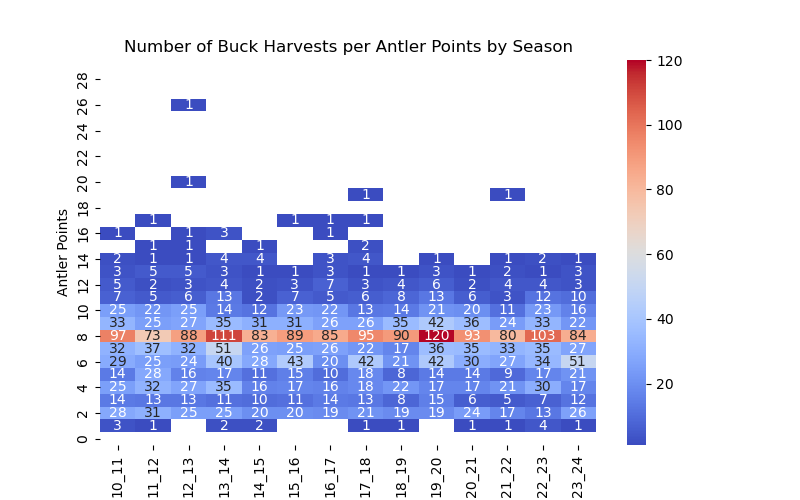 Number of Buck Harvests per Antler Points by Season
Antler Points
28
26 1
24
22
20 1
1 1
18
1 1 1 1
16 1 1 3 1
1 1 1 2
14 2 1 1 4 4 3 4 1 1 2 1
3 5 5 3 1 1 3 1 1 3 1 2 1 3
12 5 2 3 4 2 3 7 3 4 6 2 4 4 3
7 5 6 13 2 7 5 6 8 13 6 3 12 10
10 25 22 25 14 12 23 22 13 14 21 20 11 23 16
33 25 27 35 31 31 26 26 35 42 36 24 33 22
8 97 73 88 111 83 89 85 95 90 120 93 80 103 84
32 37 32 51 26 25 26 22 17 36 35 33 35 27
6 29 25 24 40 28 43 20 42 21 42 30 27 34 51
14 28 16 17 11 15 10 16 8 14 14 9 17 21
4 25 32 27 35 16 17 16 18 22 17 17 21 30 17
14 13 13 11 10 11 14 13 8 15 6 5 7 12
2 28 31 25 25 20 20 19 21 19 19 24 17 13 26
3 1 2 2 1 1 1 1 1 4 1
0
10_11 11_12 12_13 13_14 14_15 15_16 16_17 17_18 18_19 19_20 20_21 21_22 22_23 23_24
120
100
80
60
40
20